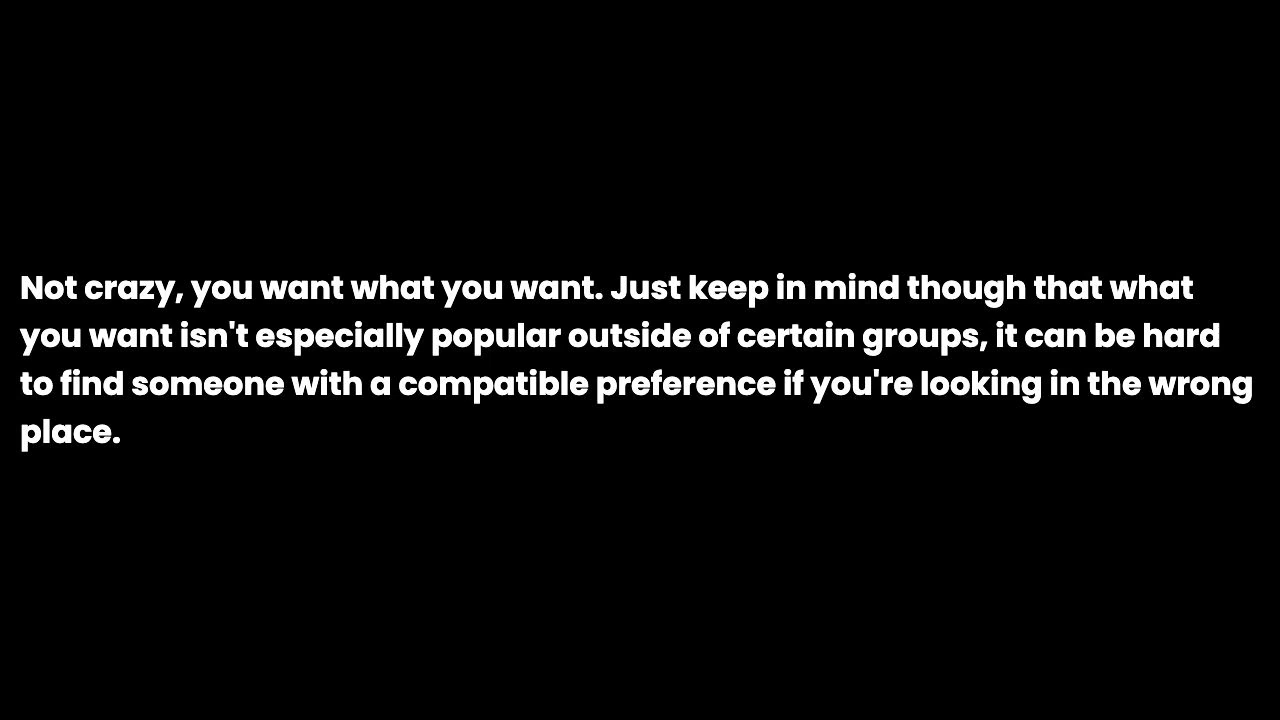 Not crazy, you want what you want. Just keep in mind though that what
you want isn't especially popular outside of certain groups, it can be hard
to find someone with a compatible preference if you're looking in the wrong
place.